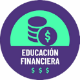 EDUCACIÓN
FINANCIERA
$ $ $